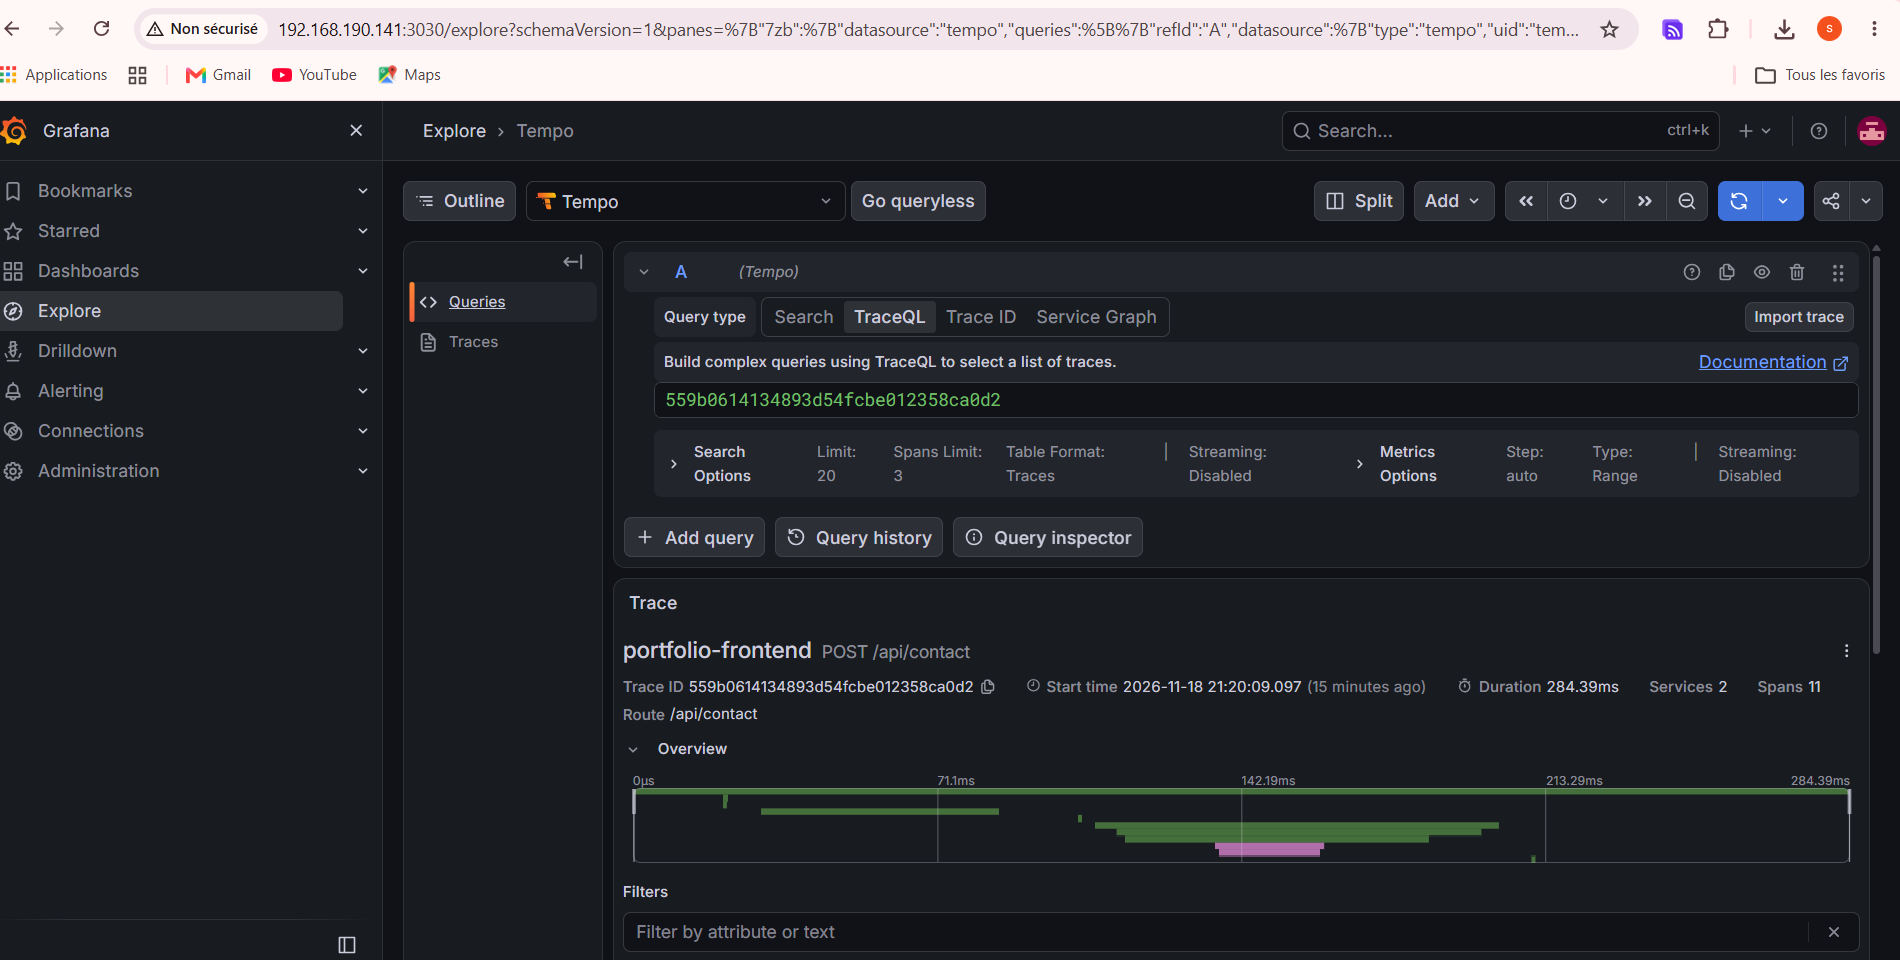 Non sécurisé
192.168.190.141:3030/explore?schemaVersion=1&panes=%7B"7zb":%7B"datasource":"tempo","queries":%5B%7B"refId":"A","datasource":%7B"type":"tempo","uid":"tem...
S
Applications
Gmail
YouTube
Maps
Tous les favoris
Grafana
Explore › Tempo
Search...
ctrl+k
Bookmarks
Starred
Dashboards
Explore
Drilldown
Alerting
Connections
Administration
Outline
Tempo
Go queryless
Split
Add
Queries
Traces
A
(Tempo)
Query type
Search
TraceQL
Trace ID
Service Graph
Import trace
Build complex queries using TraceQL to select a list of traces.
Documentation
559b0614134893d54fcbe012358ca0d2
Search Options
Limit: 20
Spans Limit: 3
Table Format: Traces
Streaming: Disabled
Metrics Options
Step: auto
Type: Range
Streaming: Disabled
Add query
Query history
Query inspector
Trace
portfolio-frontend POST /api/contact
Trace ID 559b0614134893d54fcbe012358ca0d2
Start time 2026-11-18 21:20:09.097 (15 minutes ago)
Duration 284.39ms
Services 2
Spans 11
Route /api/contact
Overview
0µs
71.1ms
142.19ms
213.29ms
284.39ms
Filters
Filter by attribute or text